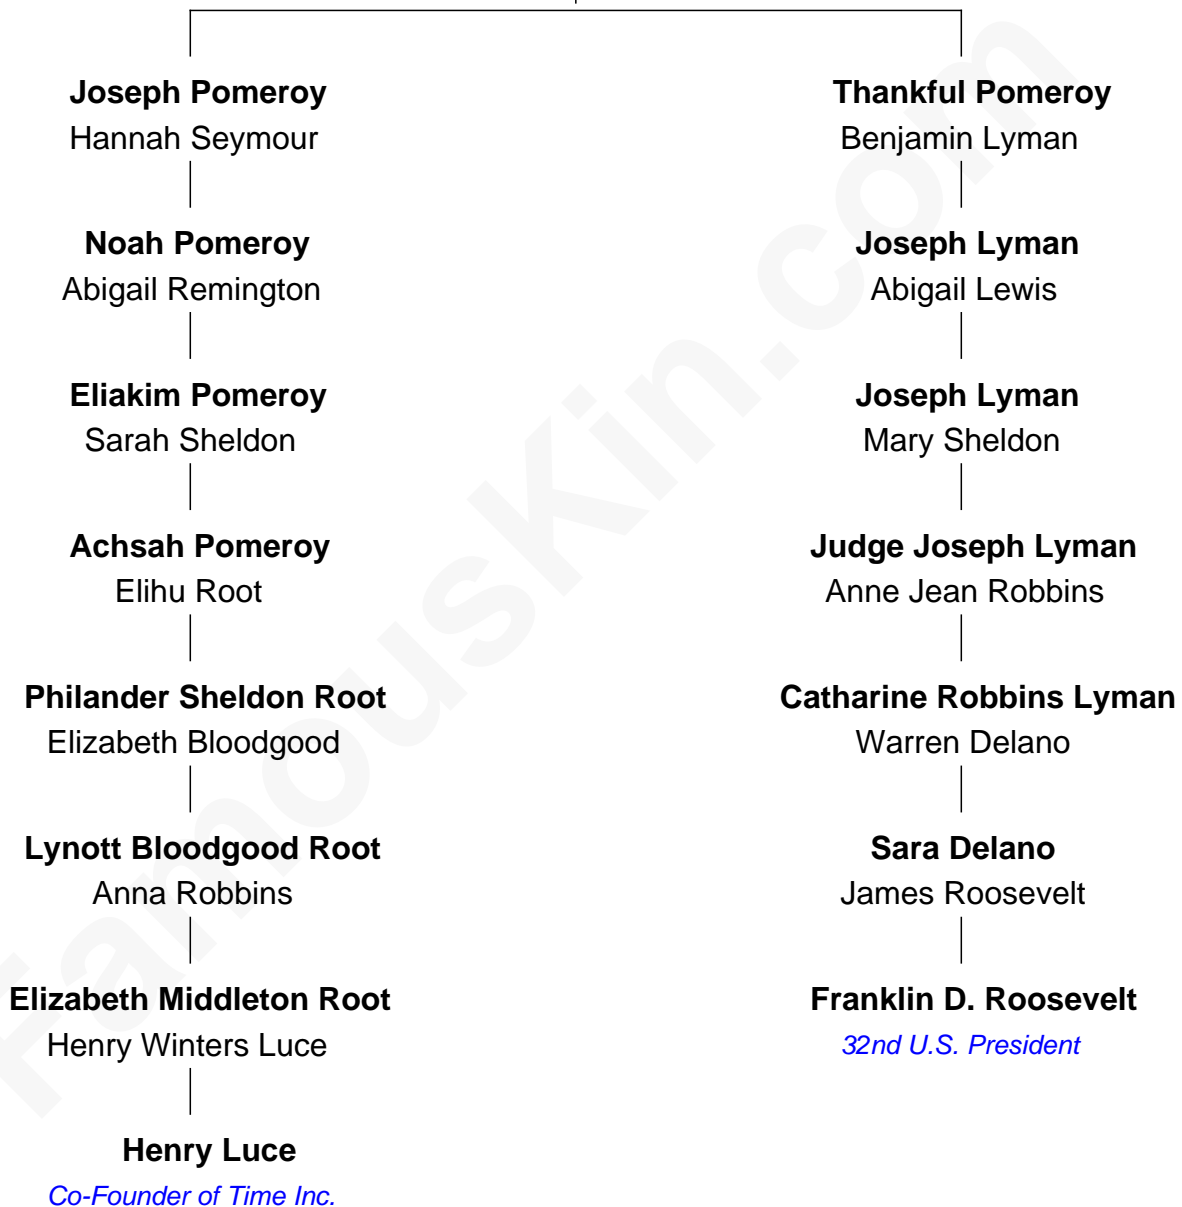 Joseph Pomeroy
Hannah Seymour
Noah Pomeroy
Abigail Remington
Eliakim Pomeroy
Sarah Sheldon
Achsah Pomeroy
Elihu Root
Philander Sheldon Root
Elizabeth Bloodgood
Lynott Bloodgood Root
Anna Robbins
Elizabeth Middleton Root
Henry Winters Luce
Henry Luce
Co-Founder of Time Inc.
Thankful Pomeroy
Benjamin Lyman
Joseph Lyman
Abigail Lewis
Joseph Lyman
Mary Sheldon
Judge Joseph Lyman
Anne Jean Robbins
Catharine Robbins Lyman
Warren Delano
Sara Delano
James Roosevelt
Franklin D. Roosevelt
32nd U.S. President
FamousKin.com